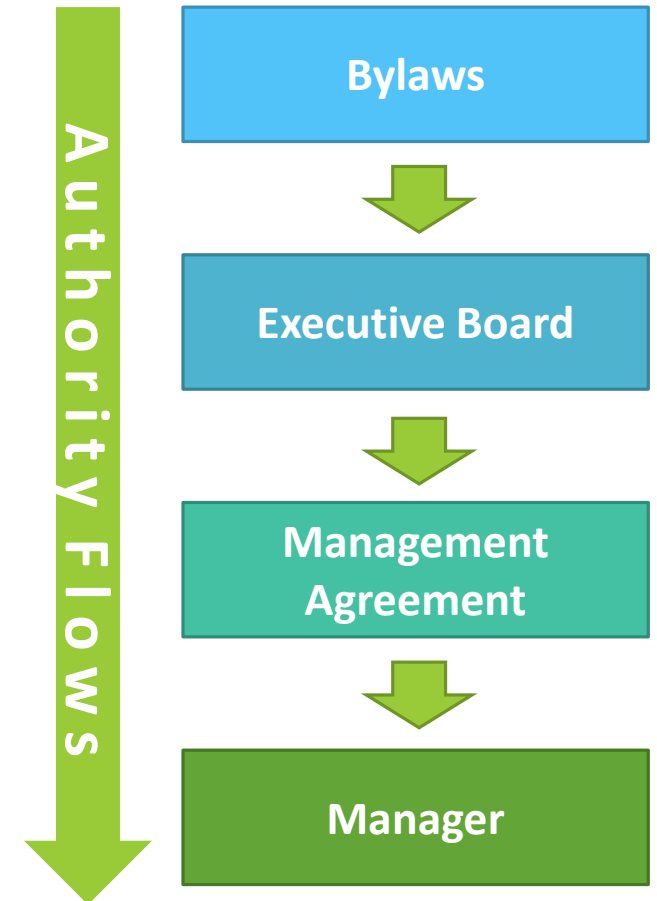 Authority Flows
Bylaws
Executive Board
Management
Agreement
Manager